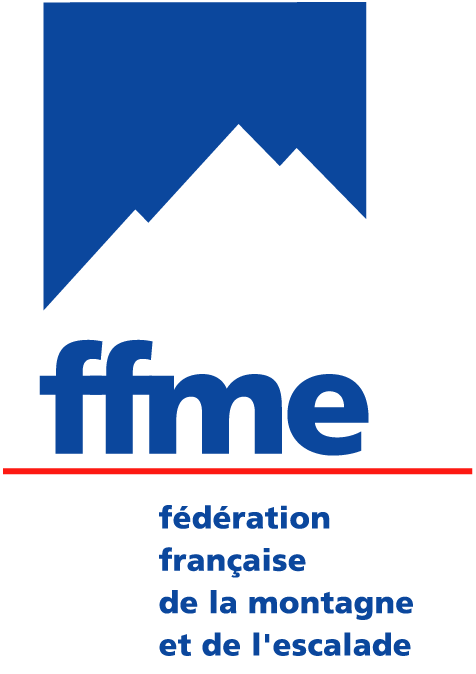 ffme
fédération
française
de la montagne
et de l'escalade